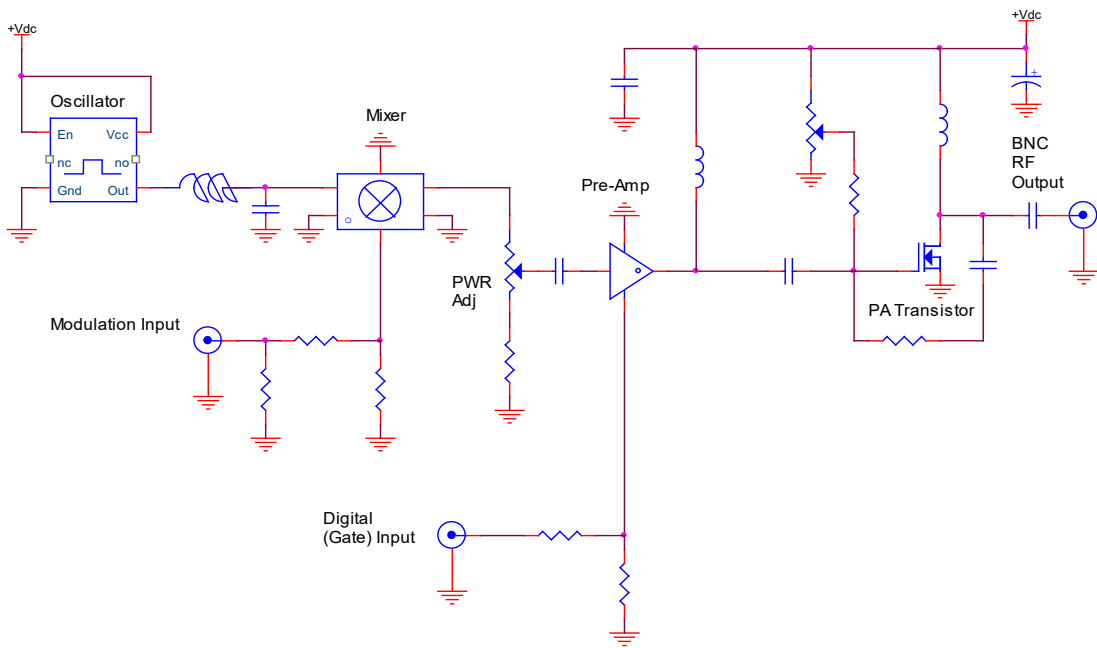 +Vdc
+Vdc
Oscillator
En Vcc
nc no
Gnd Out
Mixer
Pre-Amp
BNC
RF
Output
PWR
Adj
PA Transistor
Modulation Input
Digital
(Gate) Input